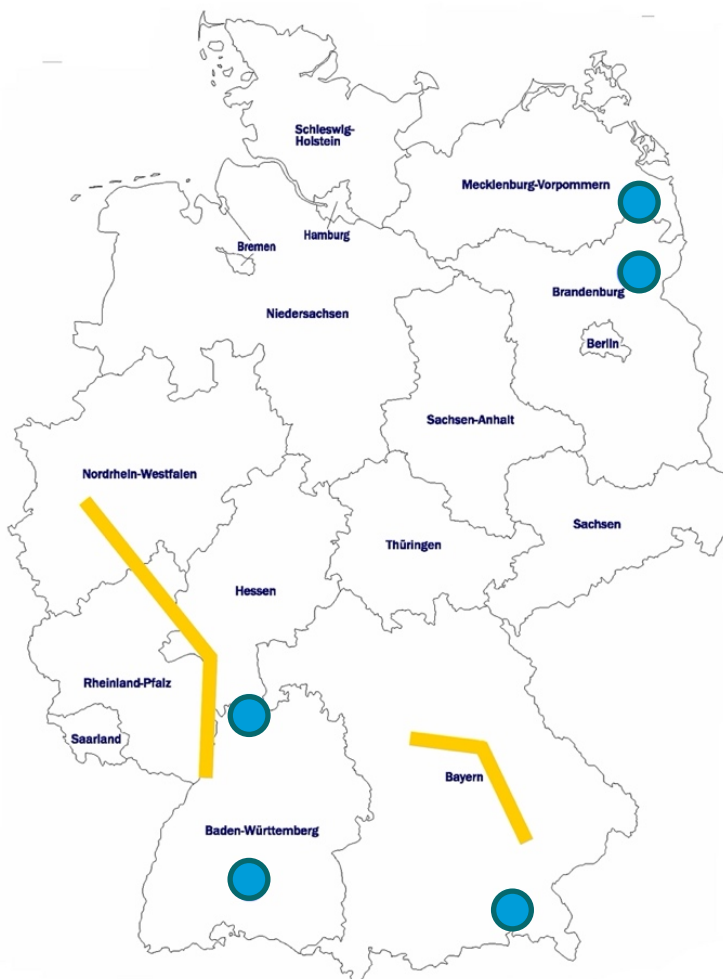 Schleswig-
Holstein
Mecklenburg-Vorpommern
Hamburg
Bremen
Brandenburg
Niedersachsen
Berlin
Sachsen-Anhalt
Nordrhein-Westfalen
Sachsen
Thüringen
Hessen
Rheinland-Pfalz
Saarland
Bayern
Baden-Württemberg